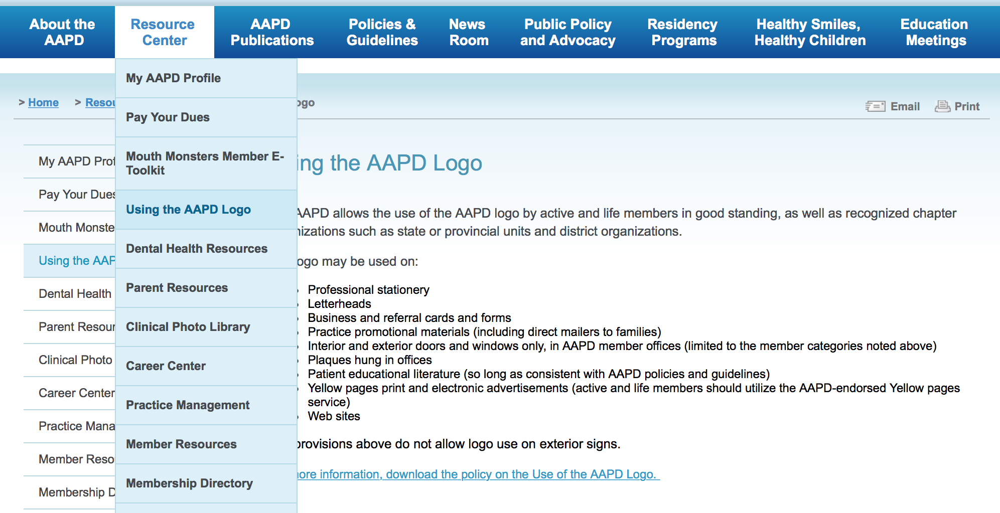 About the
AAPD
Resource
Center
AAPD
Publications
Policies &
Guidelines
News
Room
Public Policy
and Advocacy
Residency
Programs
Healthy Smiles,
Healthy Children
Education
Meetings
> Home > Resou
ogo
Email
Print
My AAPD Profile
Pay Your Dues
Mouth Monsters Member E-
Toolkit
Using the AAPD Logo
Dental Health Resources
Parent Resources
Clinical Photo Library
Career Center
Practice Management
Member Resources
Membership Directory
My AAPD Prof
Pay Your Dues
Mouth Monste
Using the AAP
Dental Health
Parent Resour
Clinical Photo
Career Center
Practice Mana
Member Reso
Membership D
ing the AAPD Logo
AAPD allows the use of the AAPD logo by active and life members in good standing, as well as recognized chapter
nizations such as state or provincial units and district organizations.
ogo may be used on:
Professional stationery
Letterheads
Business and referral cards and forms
Practice promotional materials (including direct mailers to families)
Interior and exterior doors and windows only, in AAPD member offices (limited to the member categories noted above)
Plaques hung in offices
Patient educational literature (so long as consistent with AAPD policies and guidelines)
Yellow pages print and electronic advertisements (active and life members should utilize the AAPD-endorsed Yellow pages
service)
Web sites
provisions above do not allow logo use on exterior signs.
more information, download the policy on the Use of the AAPD Logo.